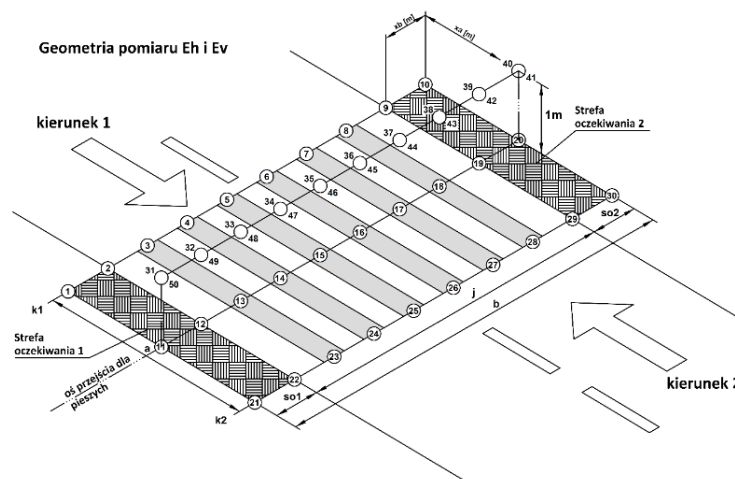 Geometria pomiaru Eh i Ev
xb [m]
xa [m]
40
41
10
39
42
9
38
43
1m
Strefa
oczekiwania 2
kierunek 1
8
37
44
20
7
36
45
19
6
35
46
18
30
5
34
47
17
so2
4
33
48
16
29
3
32
49
15
28
2
31
50
14
27
j
1
13
26
b
k1
12
25
Strefa
oczekiwania 1
11
24
a
23
oś przejścia dla
pieszych
22
so1
21
k2
kierunek 2